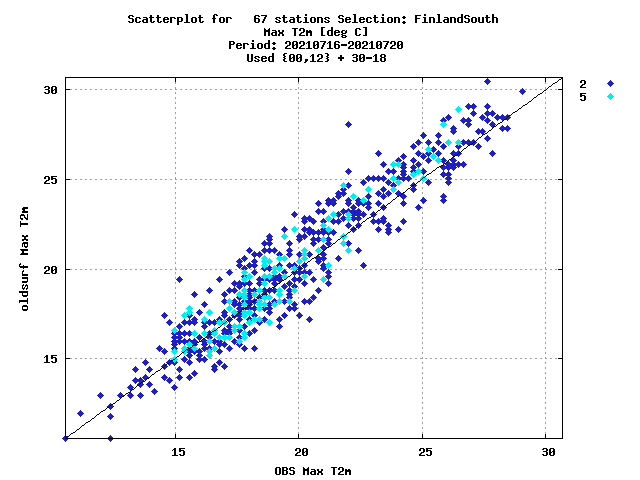 Scatterplot for 67 stations Selection: FinlandSouth
Max T2m [deg C]
Period: 20210716-20210720
Used {00,12} + 30-18
2
5
30
25
20
15
oldsurf Max T2m
15 20 25 30
OBS Max T2m